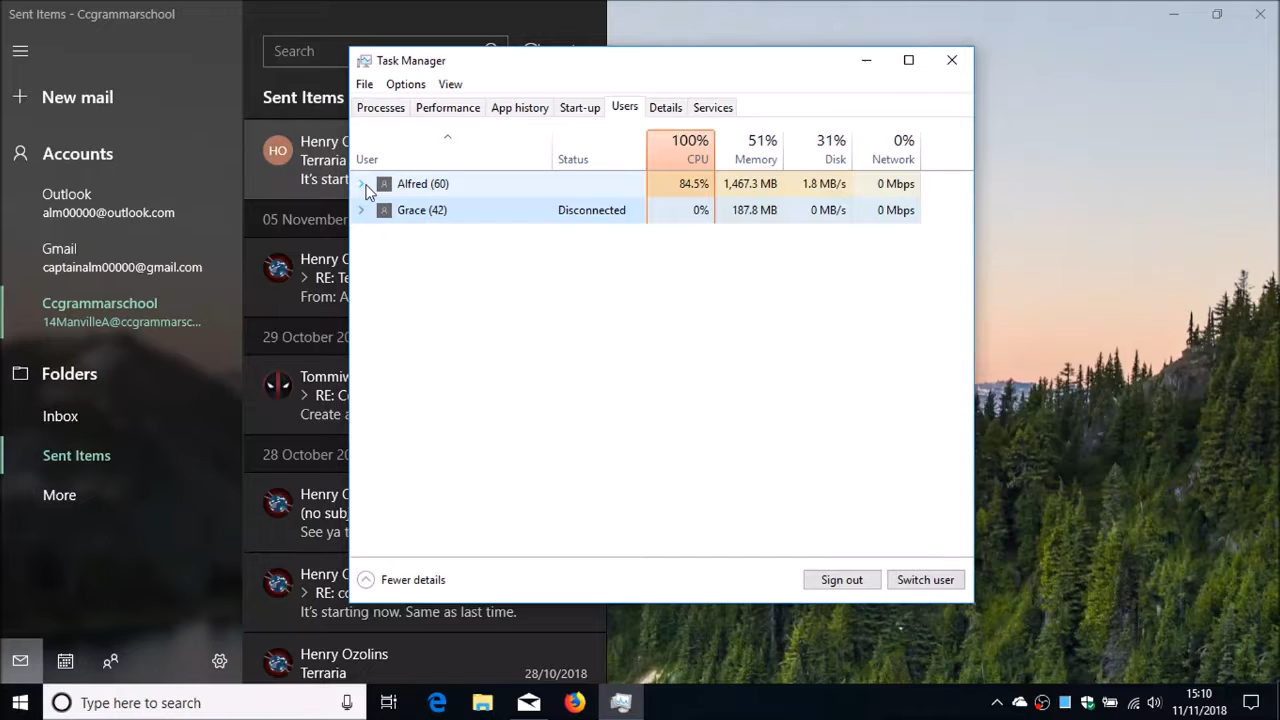 Sent Items - Ccgrammarschool
Search
New mail
Sent Items
Accounts
Outlook
alm00000@outlook.com
Gmail
captainalm00000@gmail.com
Ccgrammarschool
14ManvilleA@ccgrammarsc...
Folders
Inbox
Sent Items
More
HO
Henry O
Terraria
It's start
05 November
Henry O
RE: Te
From: A
29 October 20
Tommiw
RE: C
Create a
28 October 20
Henry O
(no subj
See ya t
Henry O
RE: co
It's starting now. Same as last time.
Henry Ozolins
Terraria
28/10/2018
Task Manager
File Options View
Processes Performance App history Start-up Users Details Services
100% 51% 31% 0%
User Status CPU Memory Disk Network
Alfred (60) 84.5% 1,467.3 MB 1.8 MB/s 0 Mbps
Grace (42) Disconnected 0% 187.8 MB 0 MB/s 0 Mbps
Fewer details
Sign out
Switch user
Type here to search
15:10
11/11/2018